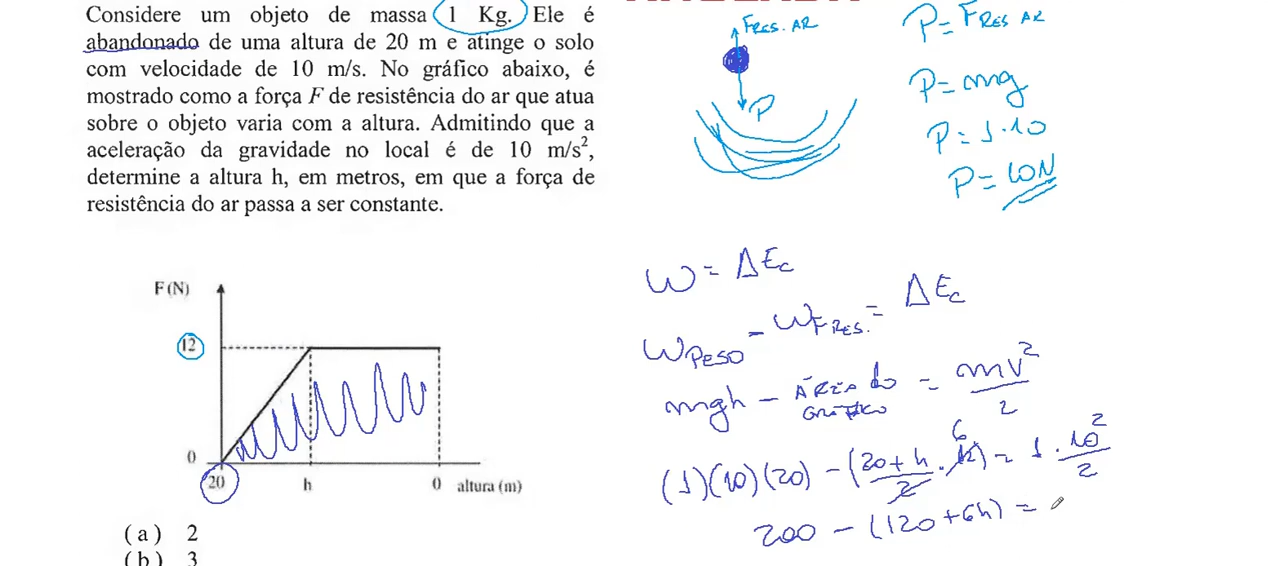 Considere um objeto de massa 1 Kg. Ele é
abandonado de uma altura de 20 m e atinge o solo
com velocidade de 10 m/s. No gráfico abaixo, é
mostrado como a força F de resistência do ar que atua
sobre o objeto varia com a altura. Admitindo que a
aceleração da gravidade no local é de 10 m/s²,
determine a altura h, em metros, em que a força de
resistência do ar passa a ser constante.
F(N)
12
0
20 h 0 altura (m)
(a) 2
(b) 3
FRES. AR
P
P = FRES AR
P = mg
P = 1.10
P = 10N
W = ΔEc
WPESO - WFRES. = ΔEc
mgh - ÁREA do GRÁFICO = mv²/2
(1)(10)(20) - (20+h/2 . 12) = 1 . 10²/2
6
200 - (120+6h) =